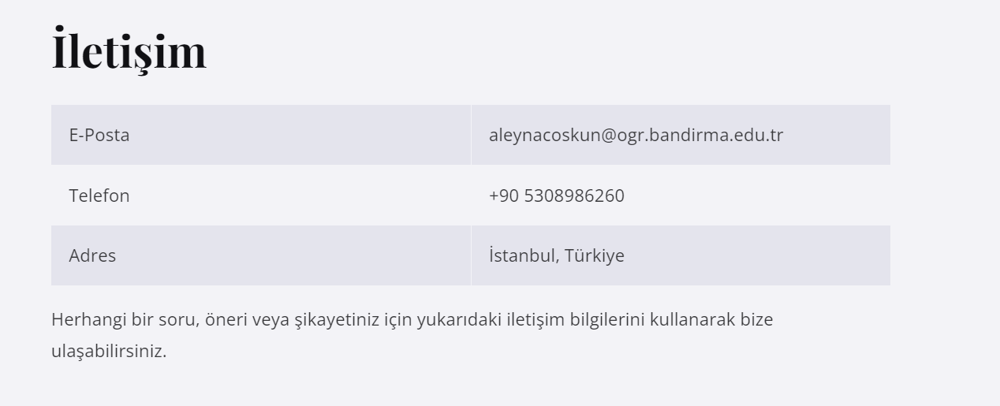 İletişim
E-Posta aleynacoskun@ogr.bandirma.edu.tr
Telefon +90 5308986260
Adres İstanbul, Türkiye
Herhangi bir soru, öneri veya şikayetiniz için yukarıdaki iletişim bilgilerini kullanarak bize
ulaşabilirsiniz.